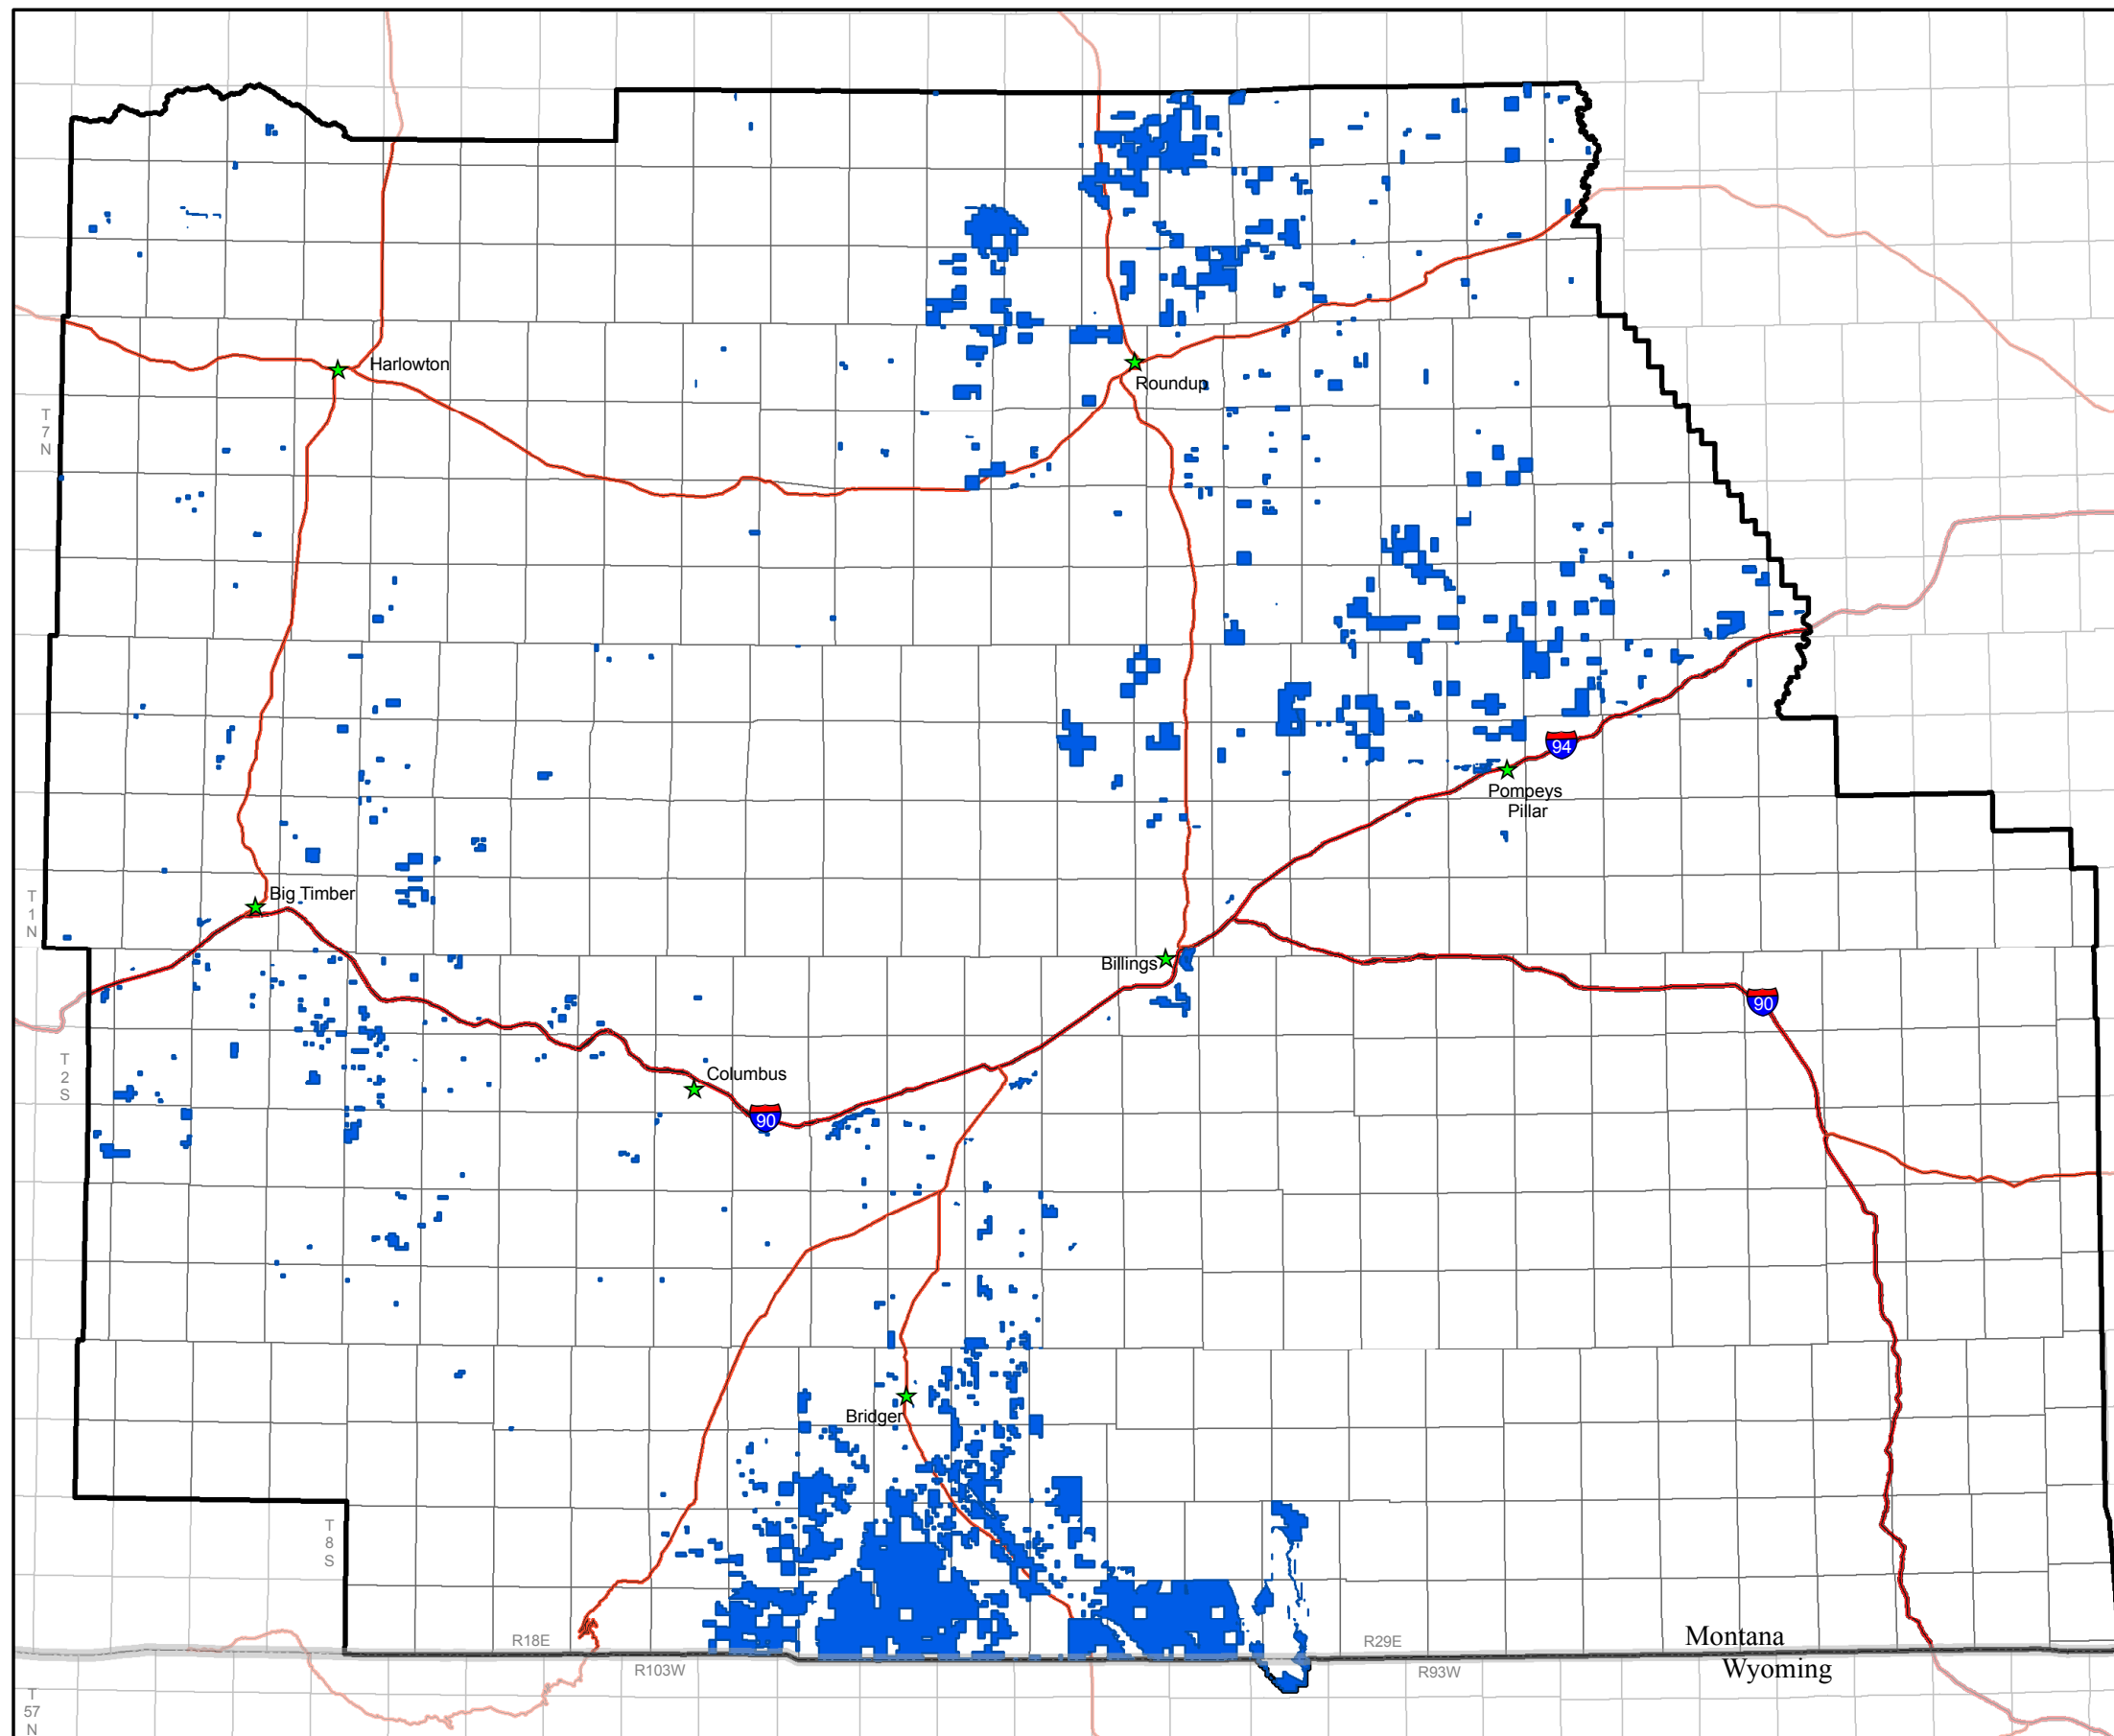 Harlowton
Roundup
T
7
N
94
Pompeys
Pillar
Big Timber
T
1
N
Billings
90
T
2
S
Columbus
90
Bridger
T
8
S
R18E
R29E
Montana
R103W
R93W
Wyoming
T
57
N